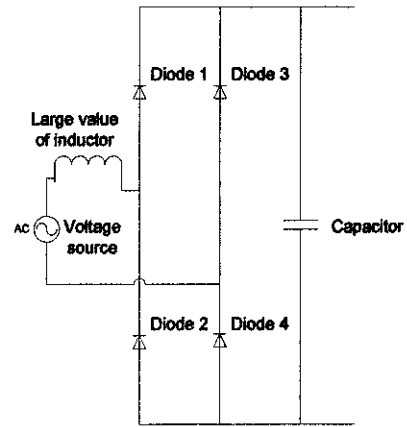 Diode 1
Diode 3
Large value
of inductor
AC
Voltage
source
Capacitor
Diode 2
Diode 4